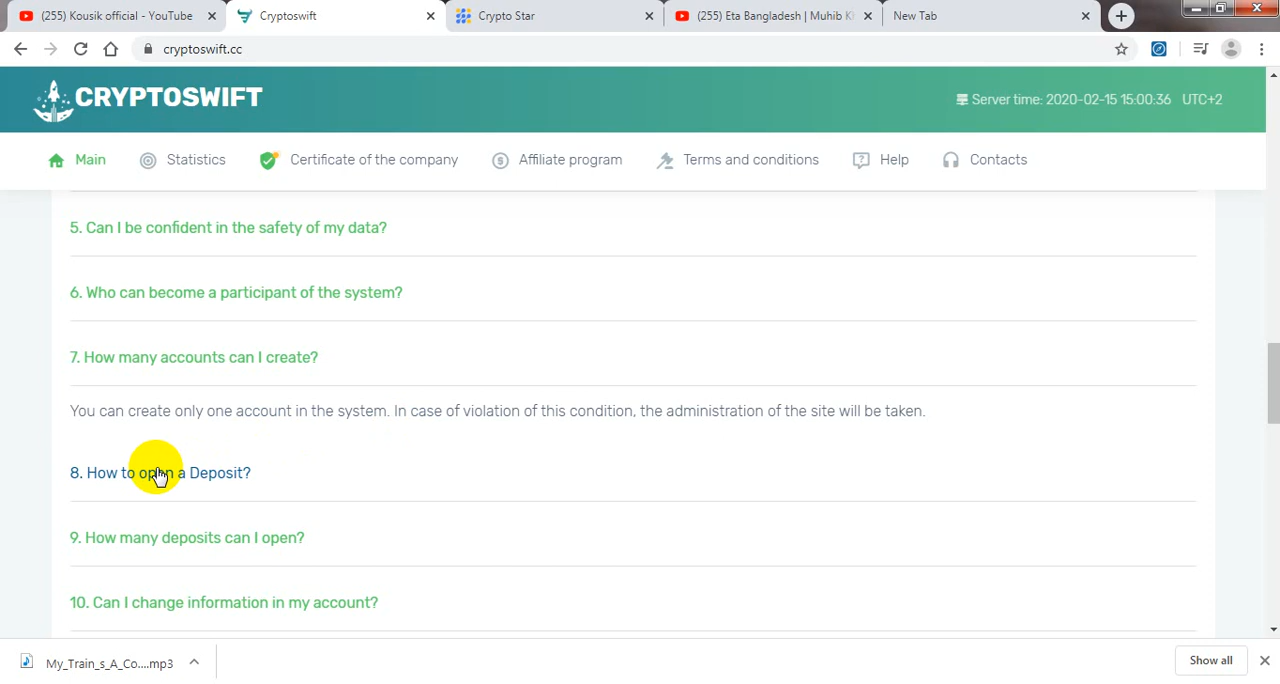 (255) Kousik official - YouTube
Cryptoswift
Crypto Star
(255) Eta Bangladesh | Muhib K
New Tab
cryptoswift.cc
CRYPTOSWIFT
Server time: 2020-02-15 15:00:36 UTC+2
Main
Statistics
Certificate of the company
Affiliate program
Terms and conditions
Help
Contacts
5. Can I be confident in the safety of my data?
6. Who can become a participant of the system?
7. How many accounts can I create?
You can create only one account in the system. In case of violation of this condition, the administration of the site will be taken.
8. How to open a Deposit?
9. How many deposits can I open?
10. Can I change information in my account?
My_Train_s_A_Co....mp3
Show all